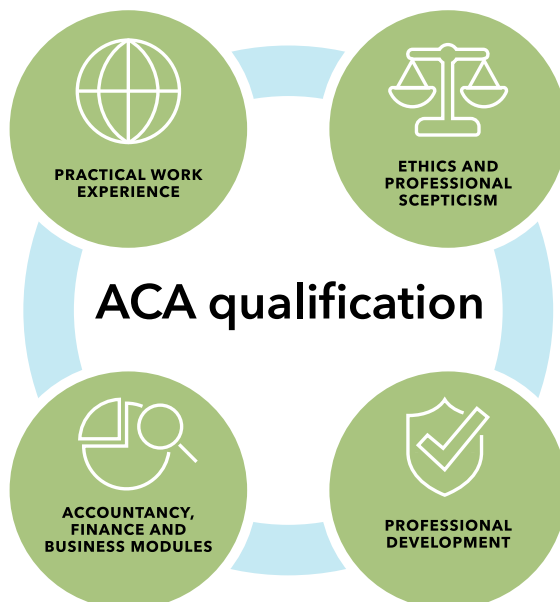 PRACTICAL WORK
EXPERIENCE
ETHICS AND
PROFESSIONAL
SCEPTICISM
ACA qualification
ACCOUNTANCY,
FINANCE AND
BUSINESS MODULES
PROFESSIONAL
DEVELOPMENT